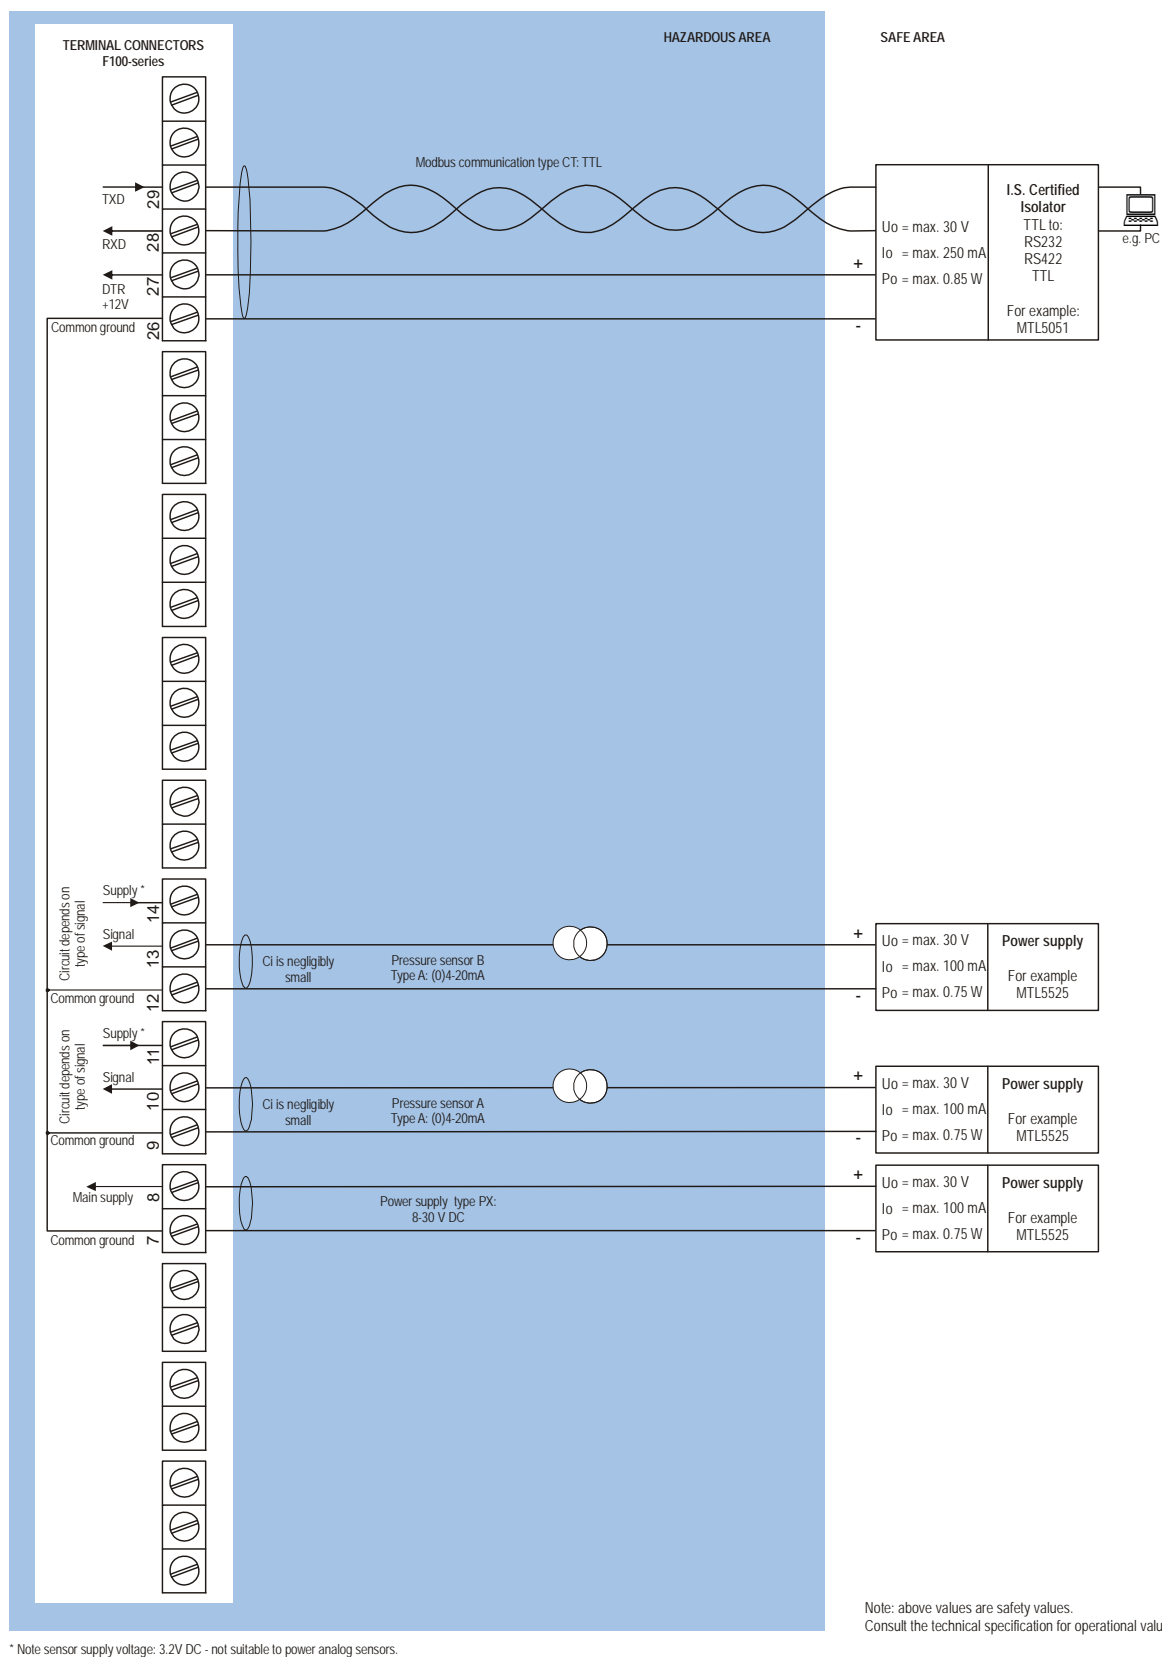 TERMINAL CONNECTORS
F100-series
HAZARDOUS AREA
SAFE AREA
Modbus communication type CT: TTL
TXD
29
RXD
28
DTR
+12V
27
Common ground
26
+
-
Uo = max. 30 V
Io = max. 250 mA
Po = max. 0.85 W
I.S. Certified
Isolator
TTL to:
RS232
RS422
TTL
For example:
MTL5051
e.g. PC
Circuit depends on
type of signal
Supply *
14
Signal
13
Common ground
12
Ci is negligibly
small
Pressure sensor B
Type A: (0)4-20mA
+
-
Uo = max. 30 V
Io = max. 100 mA
Po = max. 0.75 W
Power supply
For example
MTL5525
Circuit depends on
type of signal
Supply *
11
Signal
10
Common ground
9
Ci is negligibly
small
Pressure sensor A
Type A: (0)4-20mA
+
-
Uo = max. 30 V
Io = max. 100 mA
Po = max. 0.75 W
Power supply
For example
MTL5525
Main supply
8
Common ground
7
Power supply type PX:
8-30 V DC
+
-
Uo = max. 30 V
Io = max. 100 mA
Po = max. 0.75 W
Power supply
For example
MTL5525
Note: above values are safety values.
Consult the technical specification for operational valu
* Note sensor supply voltage: 3.2V DC - not suitable to power analog sensors.